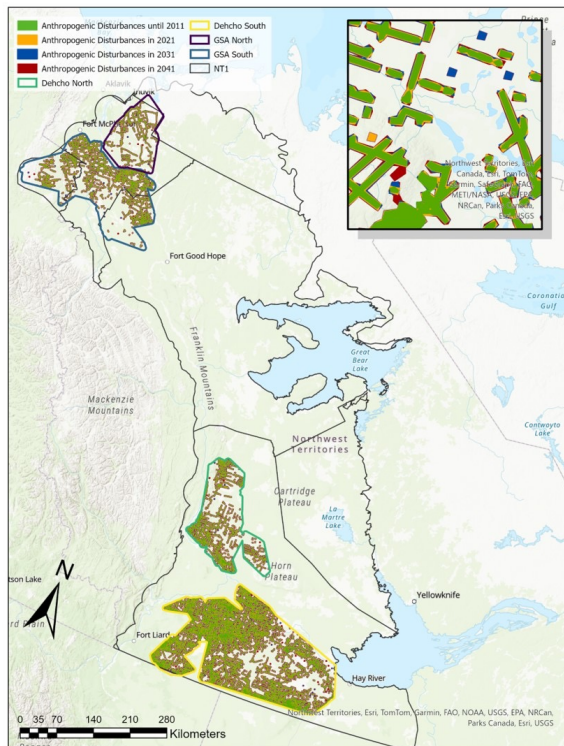 Anthropogenic Disturbances until 2011
Anthropogenic Disturbances in 2021
Anthropogenic Disturbances in 2031
Anthropogenic Disturbances in 2041
Dehcho North
Dehcho South
GSA North
GSA South
NT1
Aklavik
Fort McP
Fort Good Hope
Franklin Mountains
Mackenzie
Mountains
Great
Bear
Lake
Coronation
Gulf
Contwoyto
Lake
Northwest
Territories
Cartridge
Plateau
La
Martre
Lake
Horn
Plateau
tson Lake
rd Plain
N
Yellowknife
Fort Liard
Hay River
Northwest Territories, Esri, TomTom, Garmin, FAO, NOAA, USGS, EPA, NRCan,
Parks Canada, Esri, USGS
0 35 70 140 210 280
Kilometers